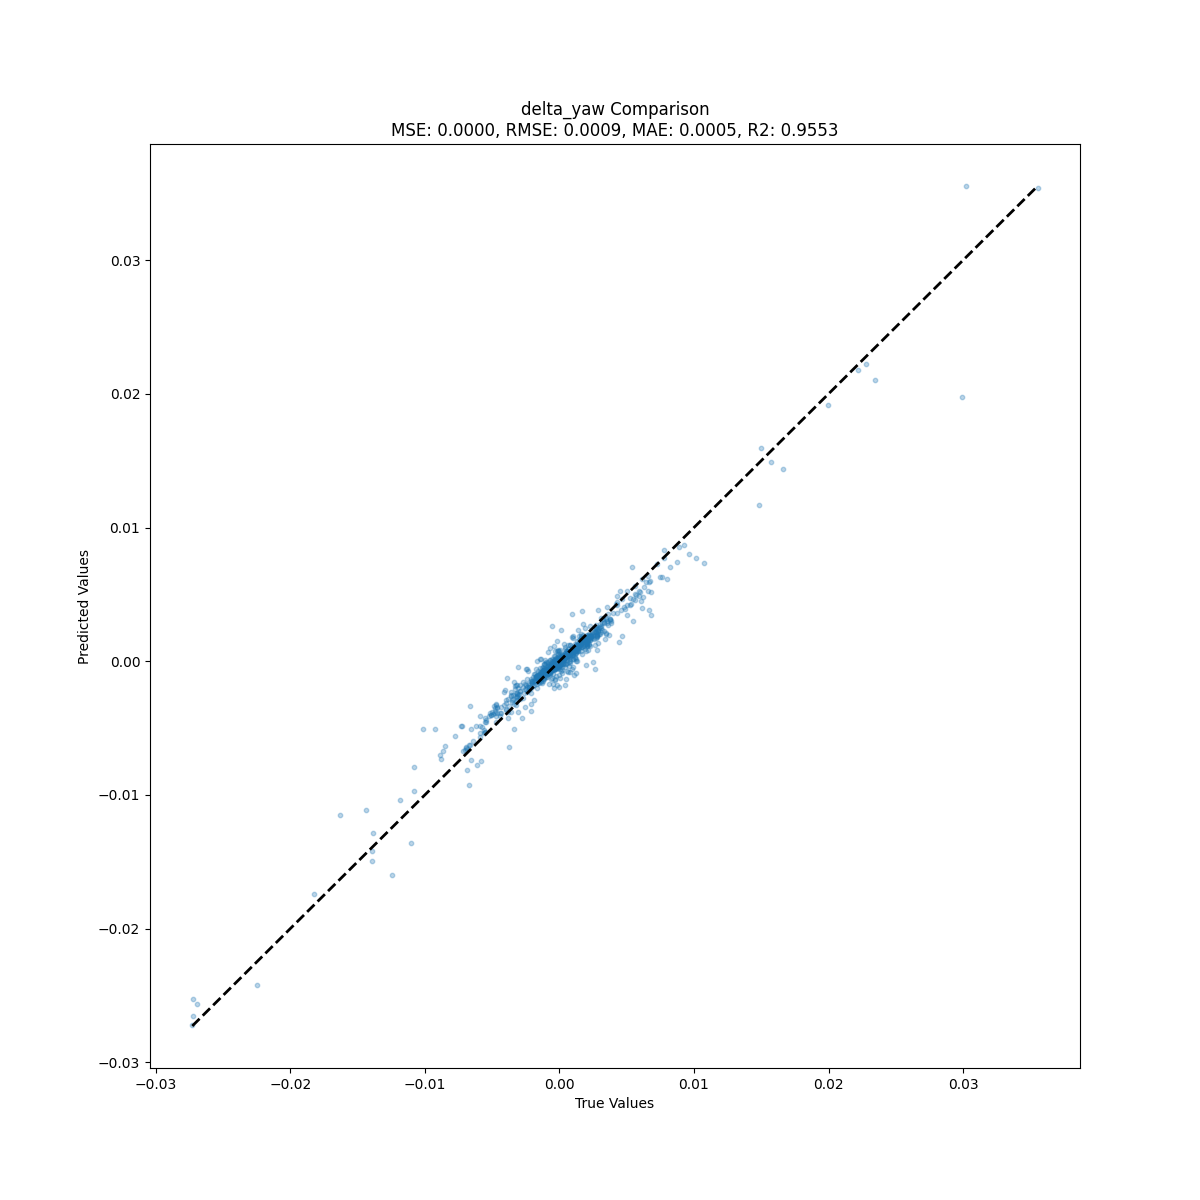 delta_yaw Comparison
MSE: 0.0000, RMSE: 0.0009, MAE: 0.0005, R2: 0.9553
0.03
0.02
0.01
0.00
−0.01
−0.02
−0.03
Predicted Values
−0.03 −0.02 −0.01 0.00 0.01 0.02 0.03
True Values